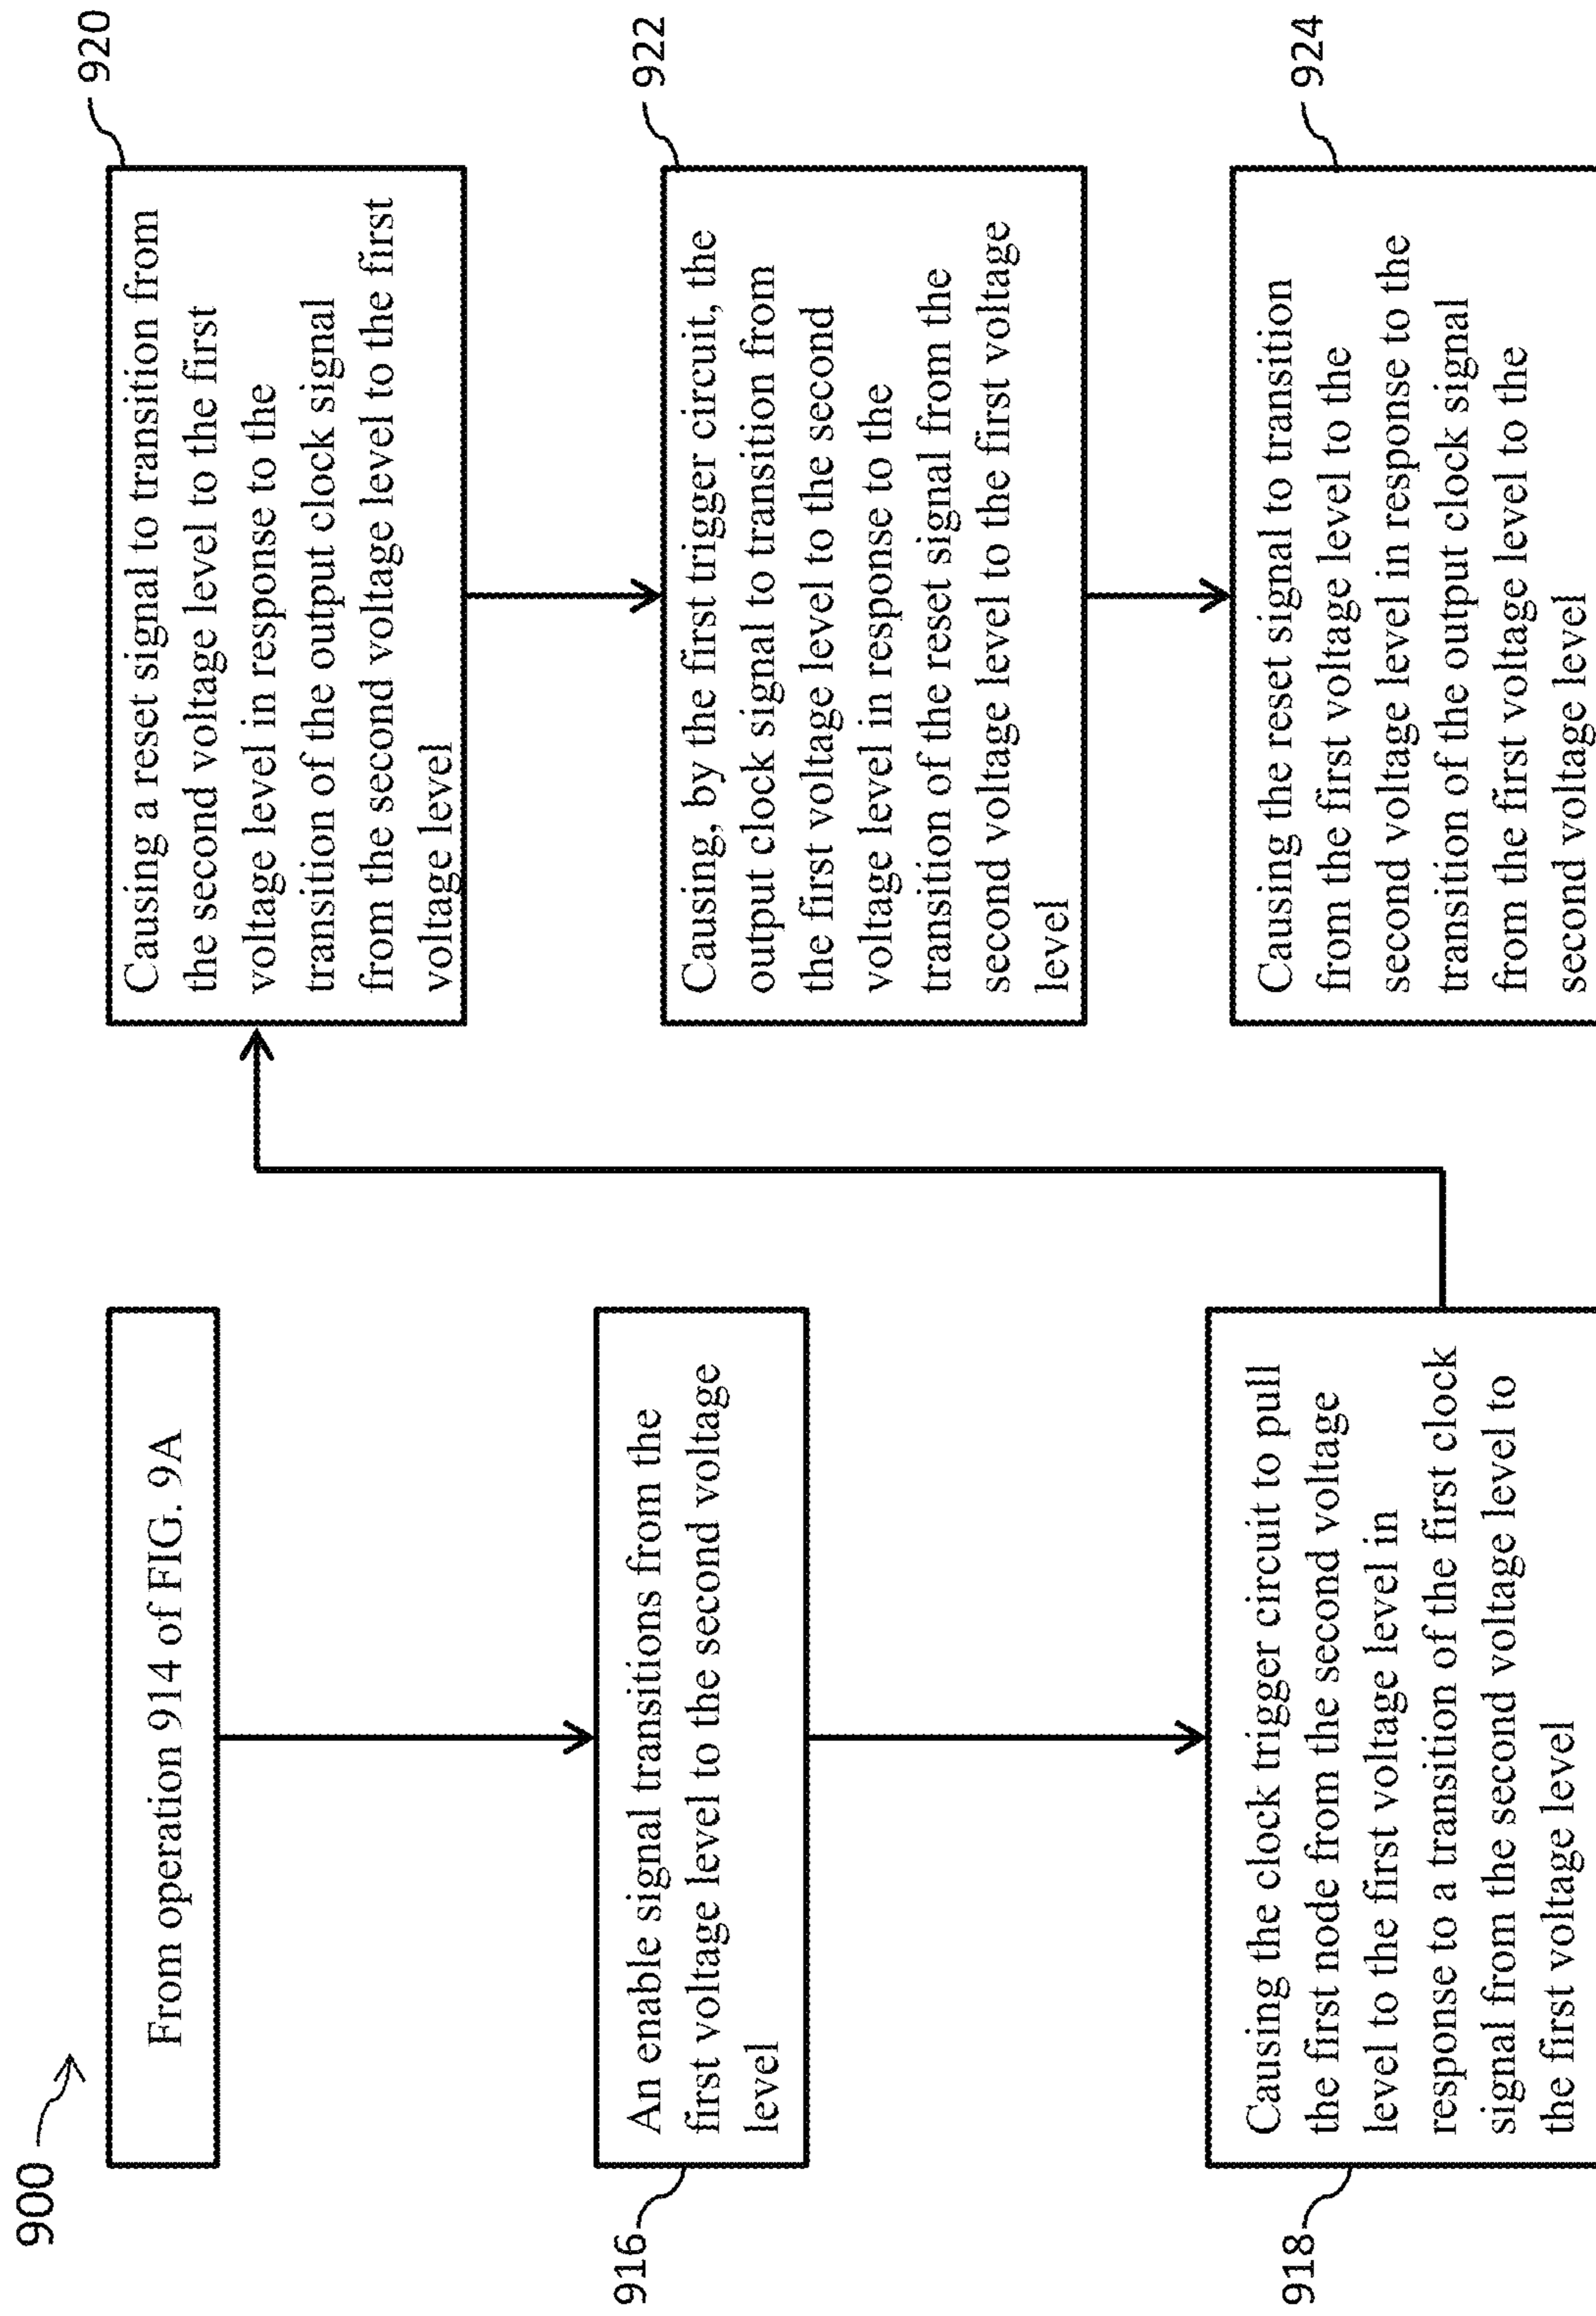 900
From operation 914 of FIG. 9A
916
An enable signal transitions from the
first voltage level to the second voltage
level
918
Causing the clock trigger circuit to pull
the first node from the second voltage
level to the first voltage level in
response to a transition of the first clock
signal from the second voltage level to
the first voltage level
920
Causing a reset signal to transition from
the second voltage level to the first
voltage level in response to the
transition of the output clock signal
from the second voltage level to the first
voltage level
922
Causing, by the first trigger circuit, the
output clock signal to transition from
the first voltage level to the second
voltage level in response to the
transition of the reset signal from the
second voltage level to the first voltage
level
924
Causing the reset signal to transition
from the first voltage level to the
second voltage level in response to the
transition of the output clock signal
from the first voltage level to the
second voltage level